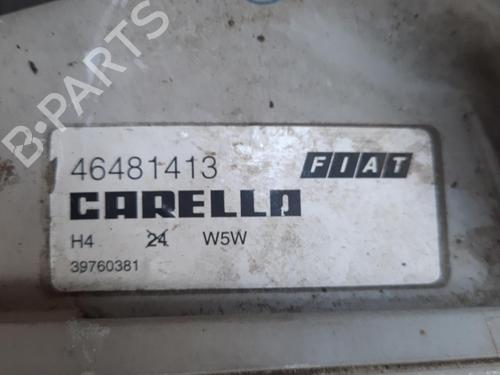 B-PARTS
46481413 FIAT
CARELLO
H4 24 W5W
39760381